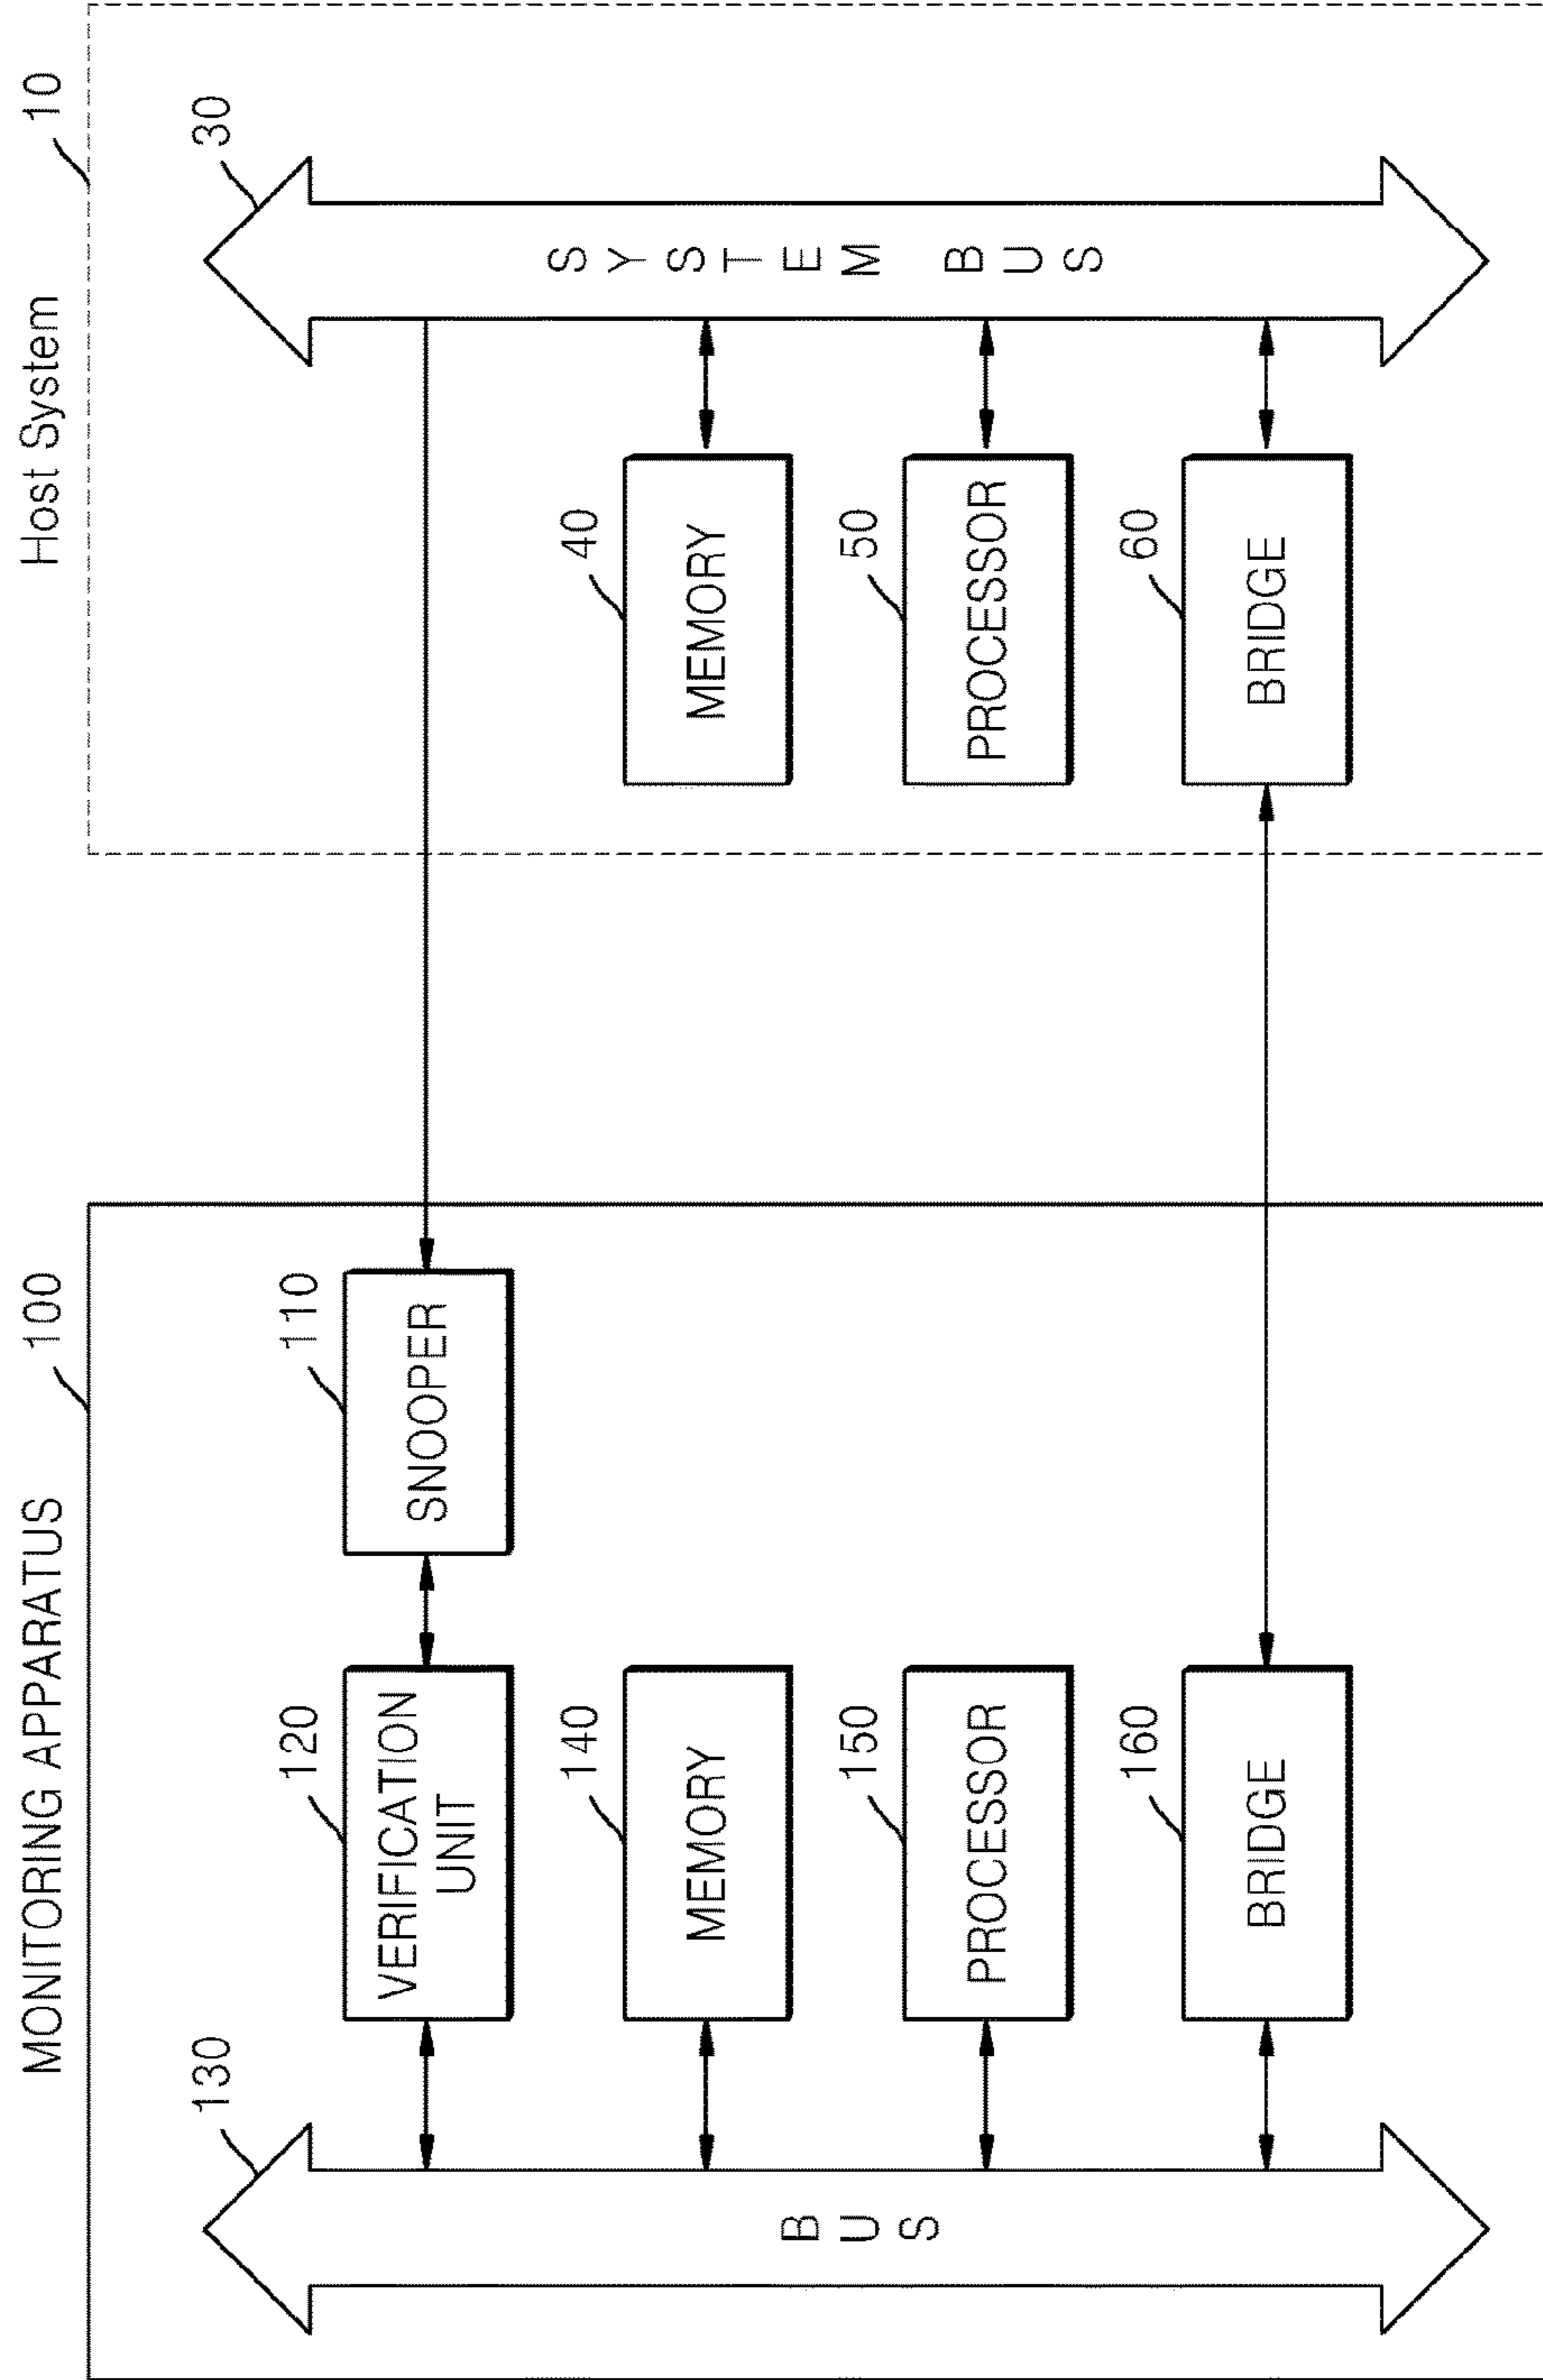 MONITORING APPARATUS
100
Host System
10
130
120
110
30
VERIFICATION
UNIT
SNOOPER
140
40
MEMORY
MEMORY
BUS
SYSTEM BUS
150
50
PROCESSOR
PROCESSOR
160
60
BRIDGE
BRIDGE